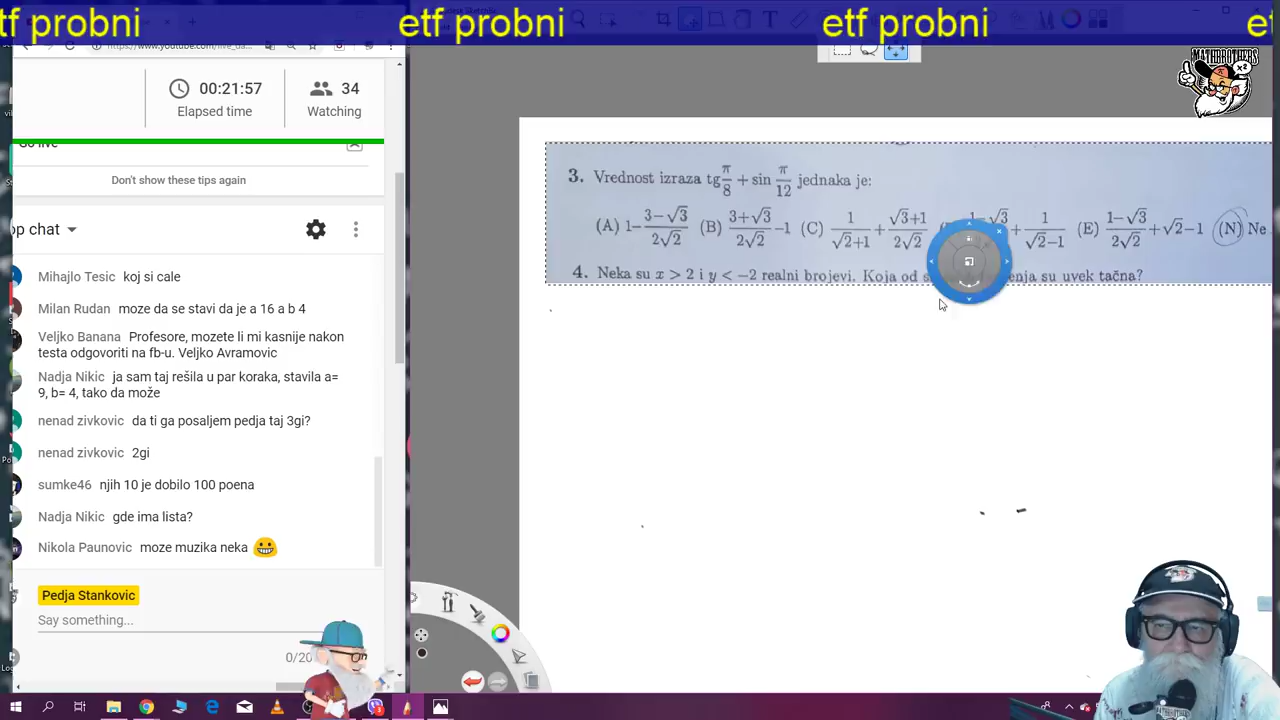 etf probni
etf probni
etf probni
00:21:57
34
Elapsed time
Watching
Go live
Don't show these tips again
op chat
Mihajlo Tesic koj si cale
Milan Rudan moze da se stavi da je a 16 a b 4
Veljko Banana Profesore, mozete li mi kasnije nakon
testa odgovoriti na fb-u. Veljko Avramovic
Nadja Nikic ja sam taj rešila u par koraka, stavila a=
9, b= 4, tako da može
nenad zivkovic da ti ga posaljem pedja taj 3gi?
nenad zivkovic 2gi
sumke46 njih 10 je dobilo 100 poena
Nadja Nikic gde ima lista?
Nikola Paunovic moze muzika neka
Pedja Stankovic
Say something...
0/20
MATHBROTHERS
x²
3. Vrednost izraza tg π/8 + sin π/12 jednaka je:
(A) 1− (3−√3)/(2√2) (B) (3+√3)/(2√2) −1 (C) 1/(√2+1) + (√3+1)/(2√2) + 1/(√2−1) (E) (1−√3)/(2√2) +√2−1 (N) Ne
4. Neka su x > 2 i y < −2 realni brojevi. Koja od su uvek tačna?